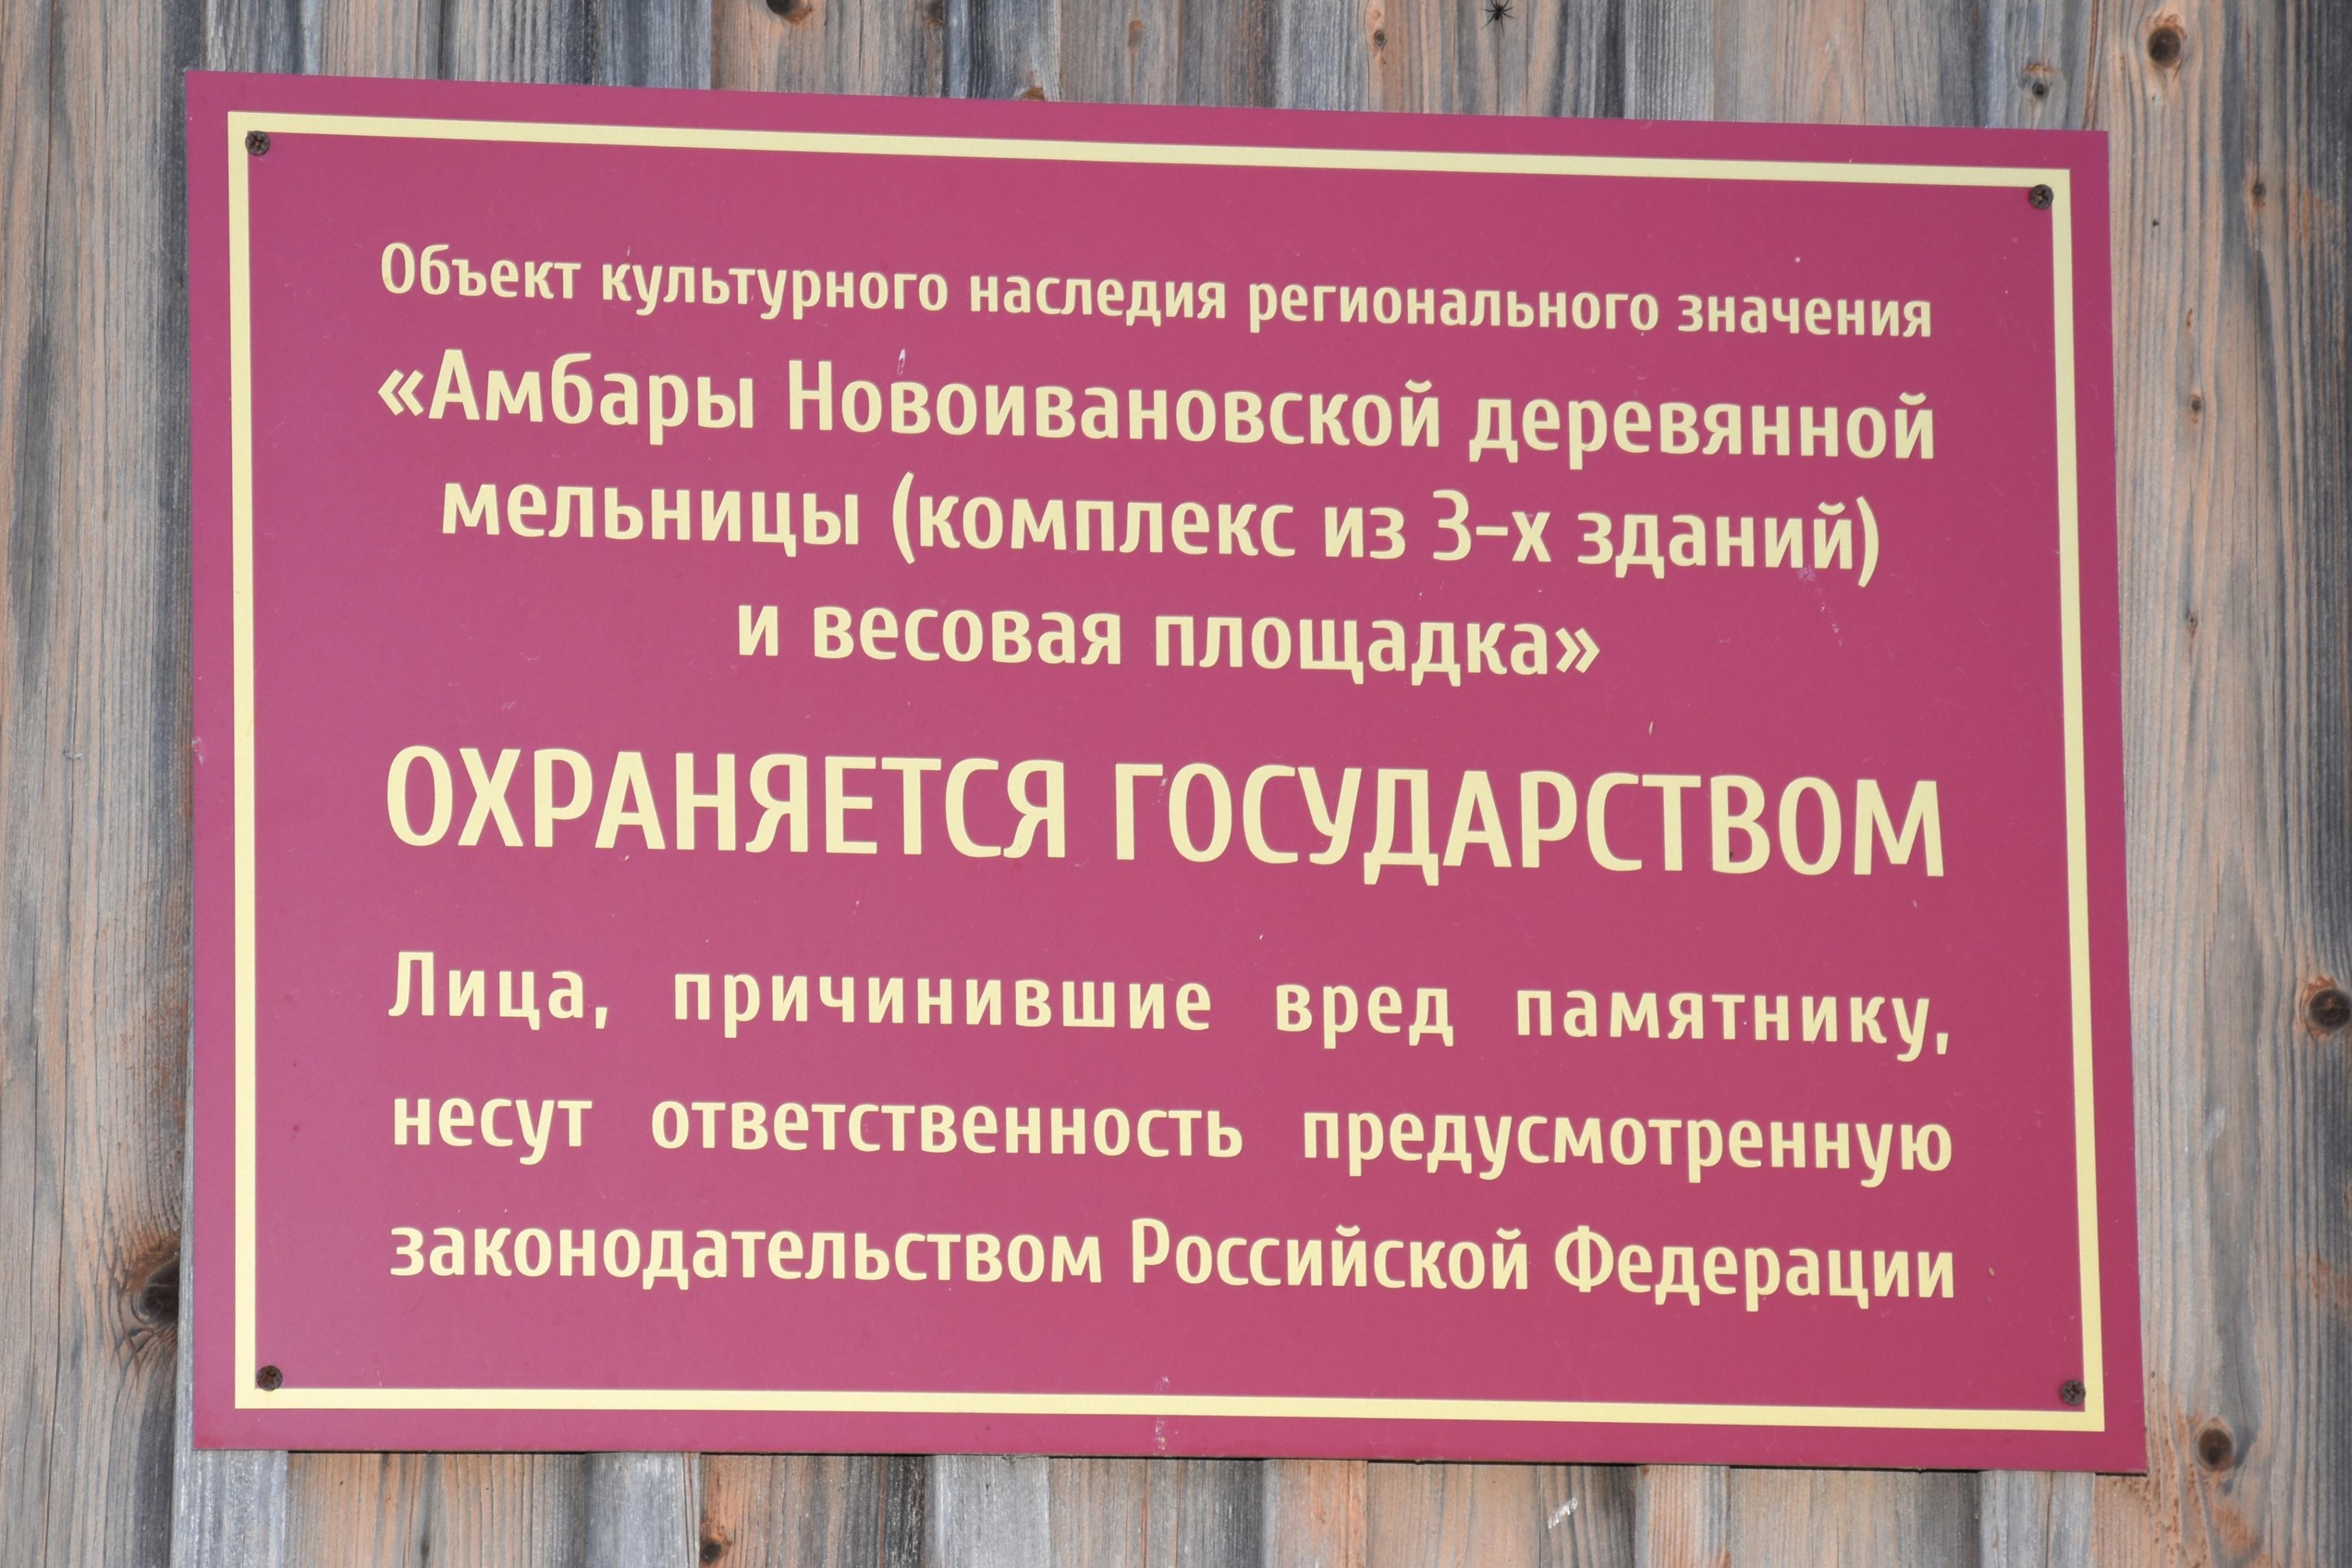 Объект культурного наследия регионального значения
«Амбары Новоивановской деревянной
мельницы (комплекс из 3-х зданий)
и весовая площадка»
ОХРАНЯЕТСЯ ГОСУДАРСТВОМ
Лица, причинившие вред памятнику,
несут ответственность предусмотренную
законодательством Российской Федерации